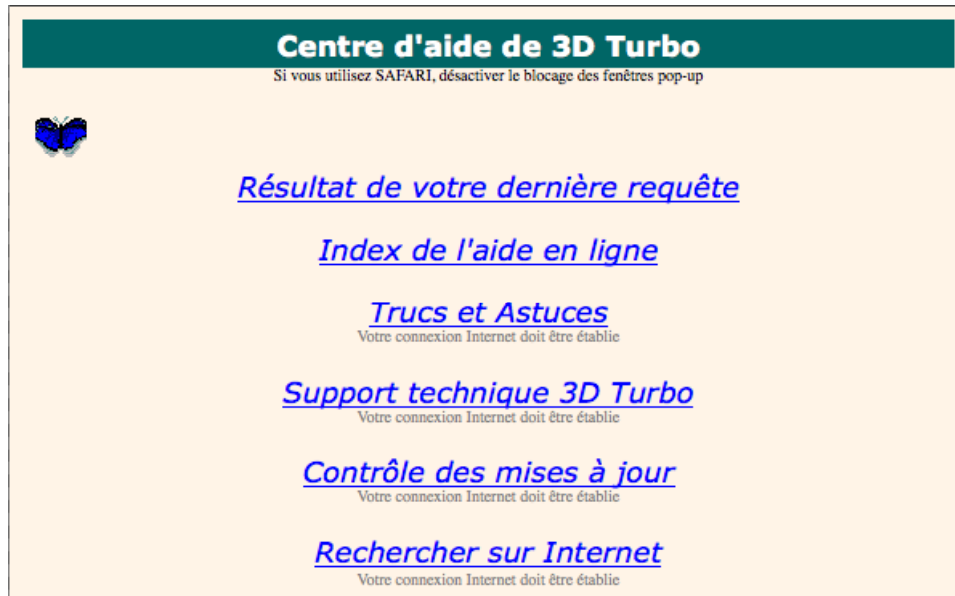 Centre d'aide de 3D Turbo
Si vous utilisez SAFARI, désactiver le blocage des fenêtres pop-up
Résultat de votre dernière requête
Index de l'aide en ligne
Trucs et Astuces
Votre connexion Internet doit être établie
Support technique 3D Turbo
Votre connexion Internet doit être établie
Contrôle des mises à jour
Votre connexion Internet doit être établie
Rechercher sur Internet
Votre connexion Internet doit être établie